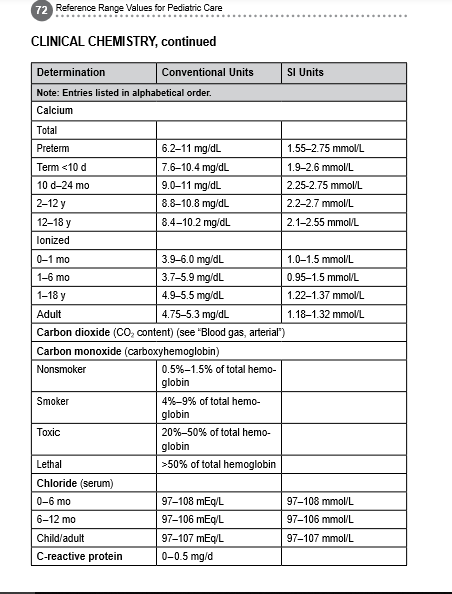 72 Reference Range Values for Pediatric Care
CLINICAL CHEMISTRY, continued
Determination Conventional Units SI Units
Note: Entries listed in alphabetical order.
Calcium
Total
Preterm 6.2–11 mg/dL 1.55–2.75 mmol/L
Term <10 d 7.6–10.4 mg/dL 1.9–2.6 mmol/L
10 d–24 mo 9.0–11 mg/dL 2.25-2.75 mmol/L
2–12 y 8.8–10.8 mg/dL 2.2–2.7 mmol/L
12–18 y 8.4–10.2 mg/dL 2.1–2.55 mmol/L
Ionized
0–1 mo 3.9–6.0 mg/dL 1.0–1.5 mmol/L
1–6 mo 3.7–5.9 mg/dL 0.95–1.5 mmol/L
1–18 y 4.9–5.5 mg/dL 1.22–1.37 mmol/L
Adult 4.75–5.3 mg/dL 1.18–1.32 mmol/L
Carbon dioxide (CO₂ content) (see “Blood gas, arterial”)
Carbon monoxide (carboxyhemoglobin)
Nonsmoker 0.5%–1.5% of total hemo-
globin
Smoker 4%–9% of total hemo-
globin
Toxic 20%–50% of total hemo-
globin
Lethal >50% of total hemoglobin
Chloride (serum)
0–6 mo 97–108 mEq/L 97–108 mmol/L
6–12 mo 97–106 mEq/L 97–106 mmol/L
Child/adult 97–107 mEq/L 97–107 mmol/L
C-reactive protein 0–0.5 mg/d